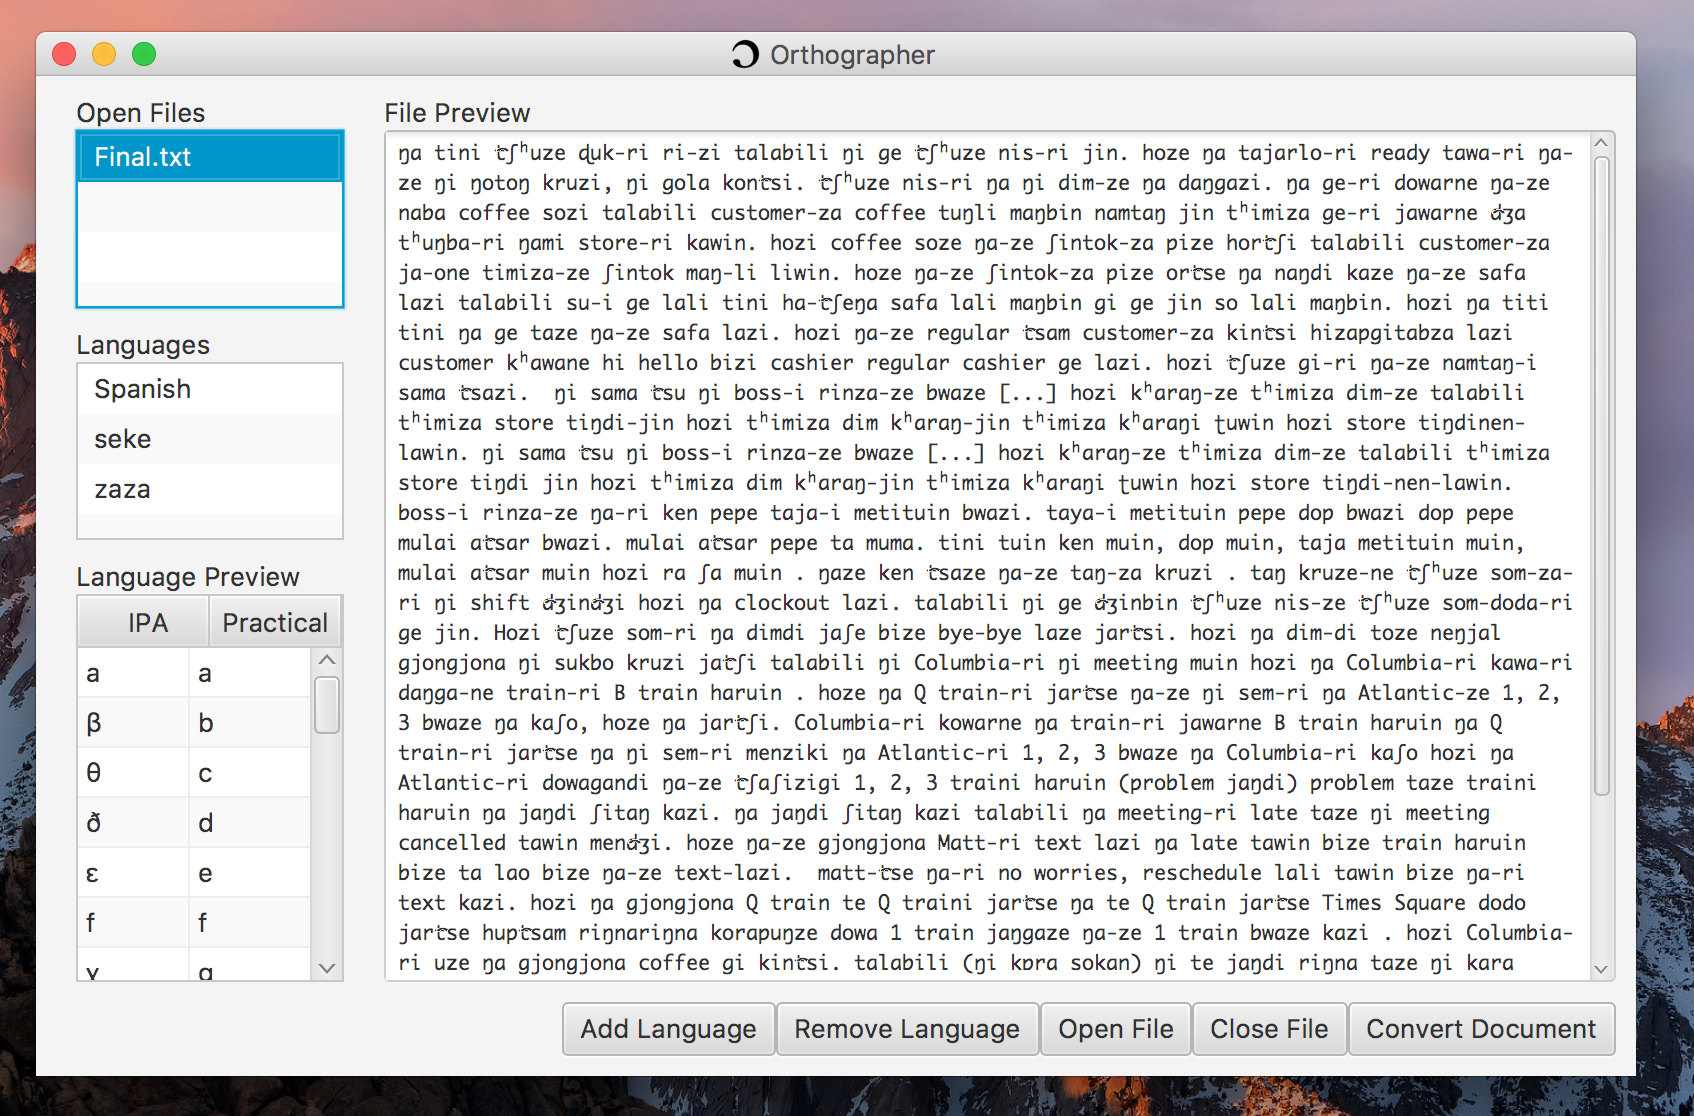 Orthographer
Open Files
Final.txt
Languages
Spanish
seke
zaza
Language Preview
IPA Practical
a a
β b
θ c
ð d
ɛ e
f f
File Preview
ŋa tini t͡ʃʰuze ɖuk-ri ri-zi talabili ŋi ge t͡ʃʰuze nis-ri jin. hoze ŋa tajarlo-ri ready tawa-ri ŋa-
ze ŋi ŋotoŋ kruzi, ŋi gola kont͡si. t͡ʃʰuze nis-ri ŋa ŋi dim-ze ŋa daŋgazi. ŋa ge-ri dowarne ŋa-ze
naba coffee sozi talabili customer-za coffee tuŋli maŋbin namtaŋ jin tʰimiza ge-ri jawarne d͡ʒa
tʰuŋba-ri ŋami store-ri kawin. hozi coffee soze ŋa-ze ʃintok-za pize hort͡ʃi talabili customer-za
ja-one timiza-ze ʃintok maŋ-li liwin. hoze ŋa-ze ʃintok-za pize ort͡se ŋa naŋdi kaze ŋa-ze safa
lazi talabili su-i ge lali tini ha-t͡ʃeŋa safa lali maŋbin gi ge jin so lali maŋbin. hozi ŋa titi
tini ŋa ge taze ŋa-ze safa lazi. hozi ŋa-ze regular t͡sam customer-za kint͡si hizapgitabza lazi
customer kʰawane hi hello bizi cashier regular cashier ge lazi. hozi t͡ʃuze gi-ri ŋa-ze namtaŋ-i
sama t͡sazi.  ŋi sama t͡su ŋi boss-i rinza-ze bwaze [...] hozi kʰaraŋ-ze tʰimiza dim-ze talabili
tʰimiza store tiŋdi-jin hozi tʰimiza dim kʰaraŋ-jin tʰimiza kʰaraŋi ʈuwin hozi store tiŋdinen-
lawin. ŋi sama t͡su ŋi boss-i rinza-ze bwaze [...] hozi kʰaraŋ-ze tʰimiza dim-ze talabili tʰimiza
store tiŋdi jin hozi tʰimiza dim kʰaraŋ-jin tʰimiza kʰaraŋi ʈuwin hozi store tiŋdi-nen-lawin.
boss-i rinza-ze ŋa-ri ken pepe taja-i metituin bwazi. taya-i metituin pepe dop bwazi dop pepe
mulai at͡sar bwazi. mulai at͡sar pepe ta muma. tini tuin ken muin, dop muin, taja metituin muin,
mulai at͡sar muin hozi ra ʃa muin . ŋaze ken t͡saze ŋa-ze taŋ-za kruzi . taŋ kruze-ne t͡ʃʰuze som-za-
ri ŋi shift d͡ʒind͡ʒi hozi ŋa clockout lazi. talabili ŋi ge d͡ʒinbin t͡ʃʰuze nis-ze t͡ʃʰuze som-doda-ri
ge jin. Hozi t͡ʃuze som-ri ŋa dimdi jaʃe bize bye-bye laze jart͡si. hozi ŋa dim-di toze neŋjal
gjongjona ŋi sukbo kruzi jat͡ʃi talabili ŋi Columbia-ri ŋi meeting muin hozi ŋa Columbia-ri kawa-ri
daŋga-ne train-ri B train haruin . hoze ŋa Q train-ri jart͡se ŋa-ze ŋi sem-ri ŋa Atlantic-ze 1, 2,
3 bwaze ŋa kaʃo, hoze ŋa jart͡ʃi. Columbia-ri kowarne ŋa train-ri jawarne B train haruin ŋa Q
train-ri jart͡se ŋa ŋi sem-ri menziki ŋa Atlantic-ri 1, 2, 3 bwaze ŋa Columbia-ri kaʃo hozi ŋa
Atlantic-ri dowagandi ŋa-ze t͡ʃaʃizigi 1, 2, 3 traini haruin (problem jaŋdi) problem taze traini
haruin ŋa jaŋdi ʃitaŋ kazi. ŋa jaŋdi ʃitaŋ kazi talabili ŋa meeting-ri late taze ŋi meeting
cancelled tawin mend͡ʒi. hoze ŋa-ze gjongjona Matt-ri text lazi ŋa late tawin bize train haruin
bize ta lao bize ŋa-ze text-lazi.  matt-t͡se ŋa-ri no worries, reschedule lali tawin bize ŋa-ri
text kazi. hozi ŋa gjongjona Q train te Q traini jart͡se ŋa te Q train jart͡se Times Square dodo
jart͡se hupt͡sam riŋnariŋna korapuŋze dowa 1 train jaŋgaze ŋa-ze 1 train bwaze kazi . hozi Columbia-
ri uze ŋa gjongjona coffee gi kint͡si. talabili (ŋi kɒra sokan) ŋi te jaŋdi riŋna taze ŋi kara
Add Language Remove Language Open File Close File Convert Document